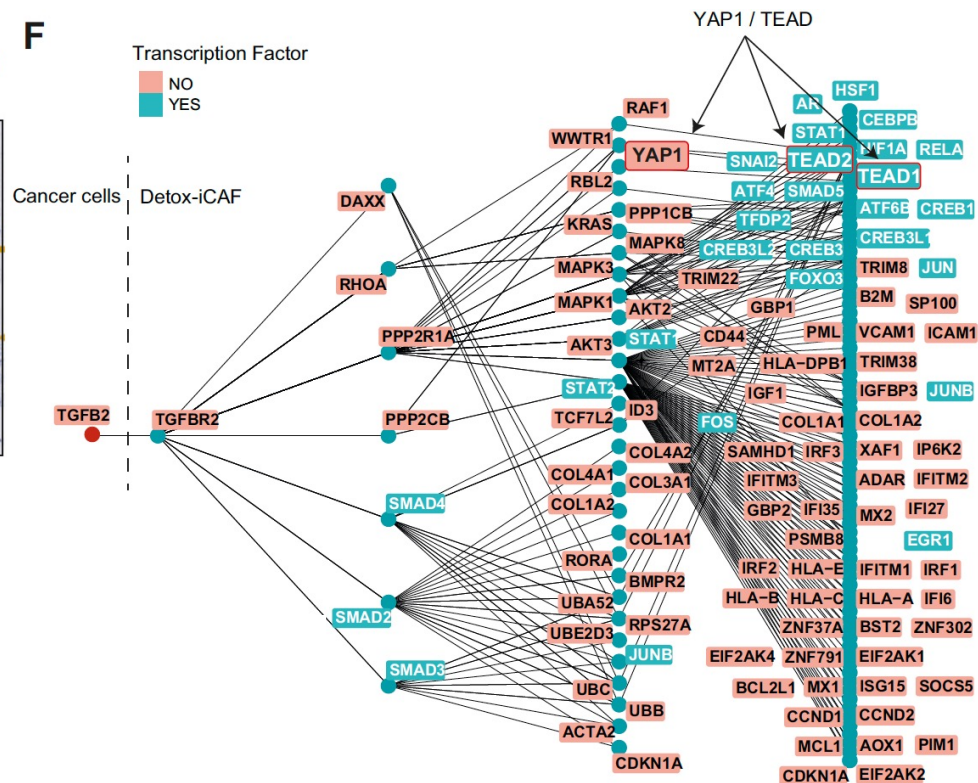 F
YAP1 / TEAD
Transcription Factor
NO
YES
Cancer cells
Detox-iCAF
TGFB2
TGFBR2
DAXX
RHOA
PPP2R1A
PPP2CB
SMAD4
SMAD2
SMAD3
RAF1
WWTR1
YAP1
RBL2
PPP1CB
KRAS
MAPK8
MAPK3
MAPK1
AKT2
AKT3
STAT2
TCF7L2
ID3
COL4A2
COL4A1
COL3A1
COL1A2
COL1A1
RORA
BMPR2
UBA52
RPS27A
UBE2D3
JUNB
UBC
UBB
ACTA2
CDKN1A
HSF1
AR
CEBPB
STAT1
RELA
SNAI2
TEAD2
TEAD1
ATF4
SMAD5
ATF6B
CREB1
TFDP2
CREB3
FOXO3
TRIM8
JUN
TRIM22
B2M
SP100
GBP1
PML
VCAM1
ICAM1
CD44
MT2A
HLA-DPB1
TRIM38
IGF1
IGFBP3
JUNB
FOS
COL1A1
COL1A2
SAMHD1
IRF3
XAF1
IP6K2
IFITM3
ADAR
IFITM2
GBP2
IFI35
MX2
IFI27
PSMB8
EGR1
IRF2
HLA-E
IFITM1
IRF1
HLA-B
HLA-C
HLA-A
IFI6
ZNF37A
BST2
ZNF302
EIF2AK4
ZNF791
EIF2AK1
BCL2L1
MX1
ISG15
SOCS5
CCND1
CCND2
MCL1
AOX1
PIM1
CDKN1A
EIF2AK2